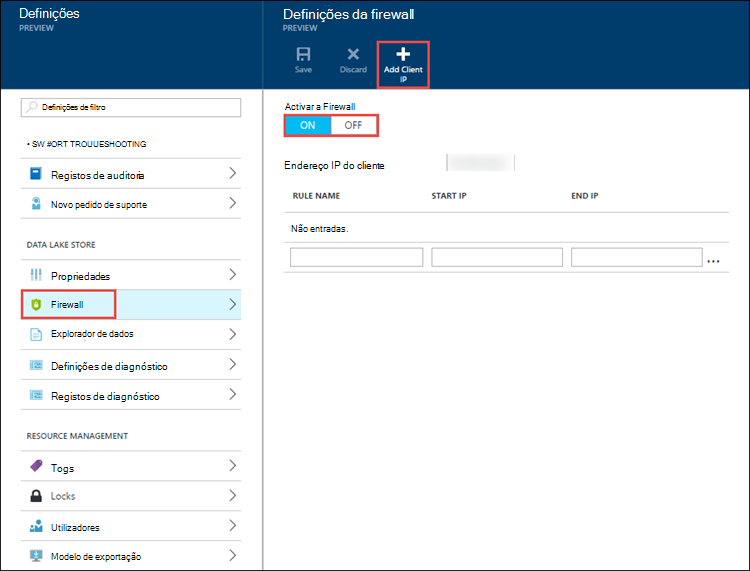 Definições
PREVIEW
Definições de filtro
• SW #ORT TROUUESHOOTING
Registos de auditoria
Novo pedido de suporte
DATA LAKE STORE
Propriedades
Firewall
Explorador de dados
Definições de diagnóstico
Registos de diagnóstico
RESOURCE MANAGEMENT
Togs
Locks
Utilizadores
Modelo de exportação
Definições da firewall
PREVIEW
Save Discard Add Client
IP
Activar a Firewall
ON OFF
Endereço IP do cliente
RULE NAME START IP END IP
Não entradas.
...